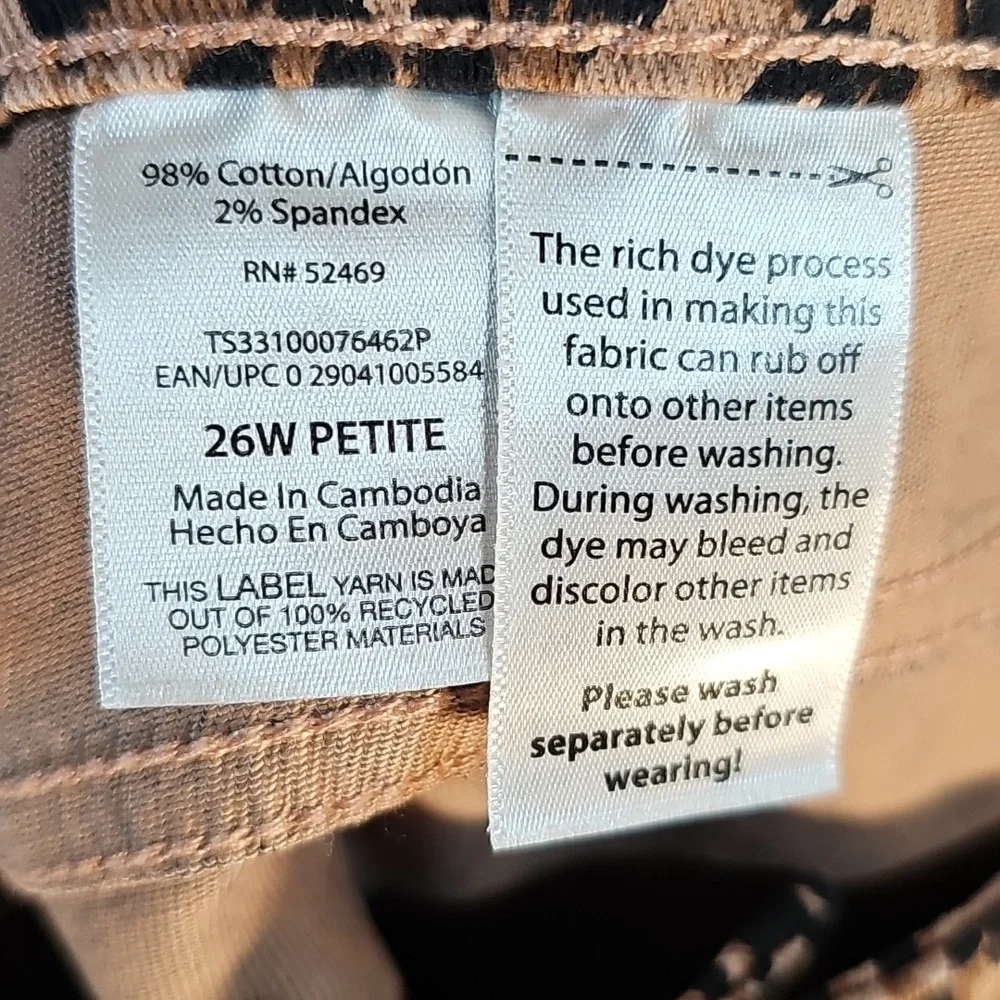 98% Cotton/Algodón
2% Spandex
RN# 52469
TS33100076462P
EAN/UPC 0 29041005584
26W PETITE
Made In Cambodia
Hecho En Camboya
THIS LABEL YARN IS MAD
OUT OF 100% RECYCLED
POLYESTER MATERIALS
The rich dye process
used in making this
fabric can rub off
onto other items
before washing.
During washing, the
dye may bleed and
discolor other items
in the wash.
Please wash
separately before
wearing!